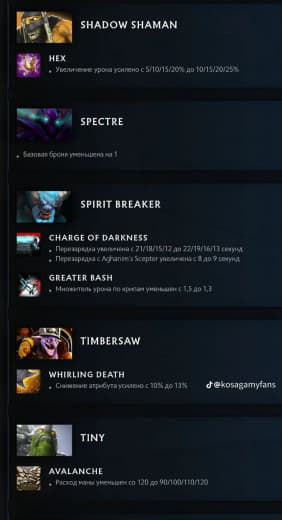 SHADOW SHAMAN
HEX
Увеличение урона усилено с 5/10/15/20% до 10/15/20/25%
SPECTRE
Базовая броня уменьшена на 1
SPIRIT BREAKER
CHARGE OF DARKNESS
Перезарядка увеличена с 21/18/15/12 до 22/19/16/13 секунд
Перезарядка с Aghanim's Scepter увеличена с 8 до 9 секунд
GREATER BASH
Множитель урона по крипам уменьшен с 1,5 до 1,3
TIMBERSAW
WHIRLING DEATH
Снижение атрибута усилено с 10% до 13%
@kosagamyfans
TINY
AVALANCHE
Расход маны уменьшен со 120 до 90/100/110/120